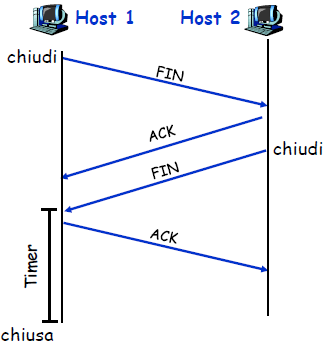 Host 1
Host 2
chiudi
FIN
ACK
chiudi
FIN
ACK
Timer
chiusa